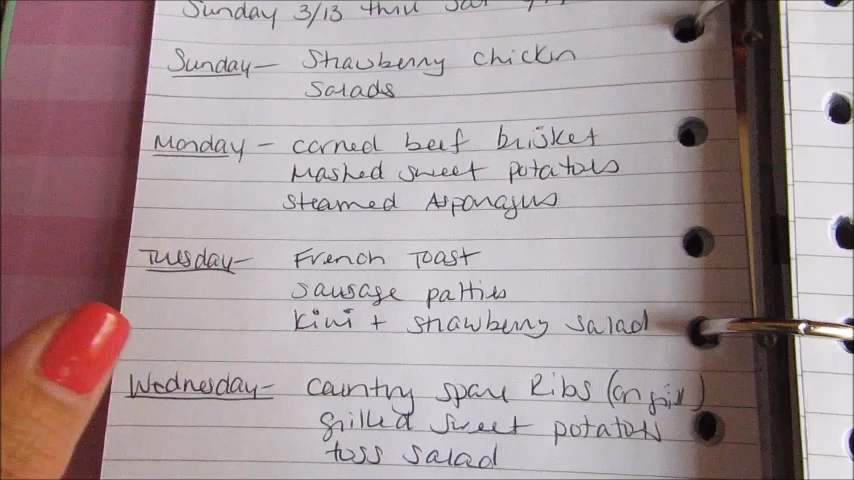 Sunday 3/13 thru Sat
Sunday - Strawberry chicken
salads
Monday - corned beef brisket
Mashed sweet potatoes
Steamed Asparagus
Tuesday - French Toast
sausage patties
kiwi + strawberry salad
Wednesday - Country spare Ribs (on grill)
grilled sweet potatoes
toss salad